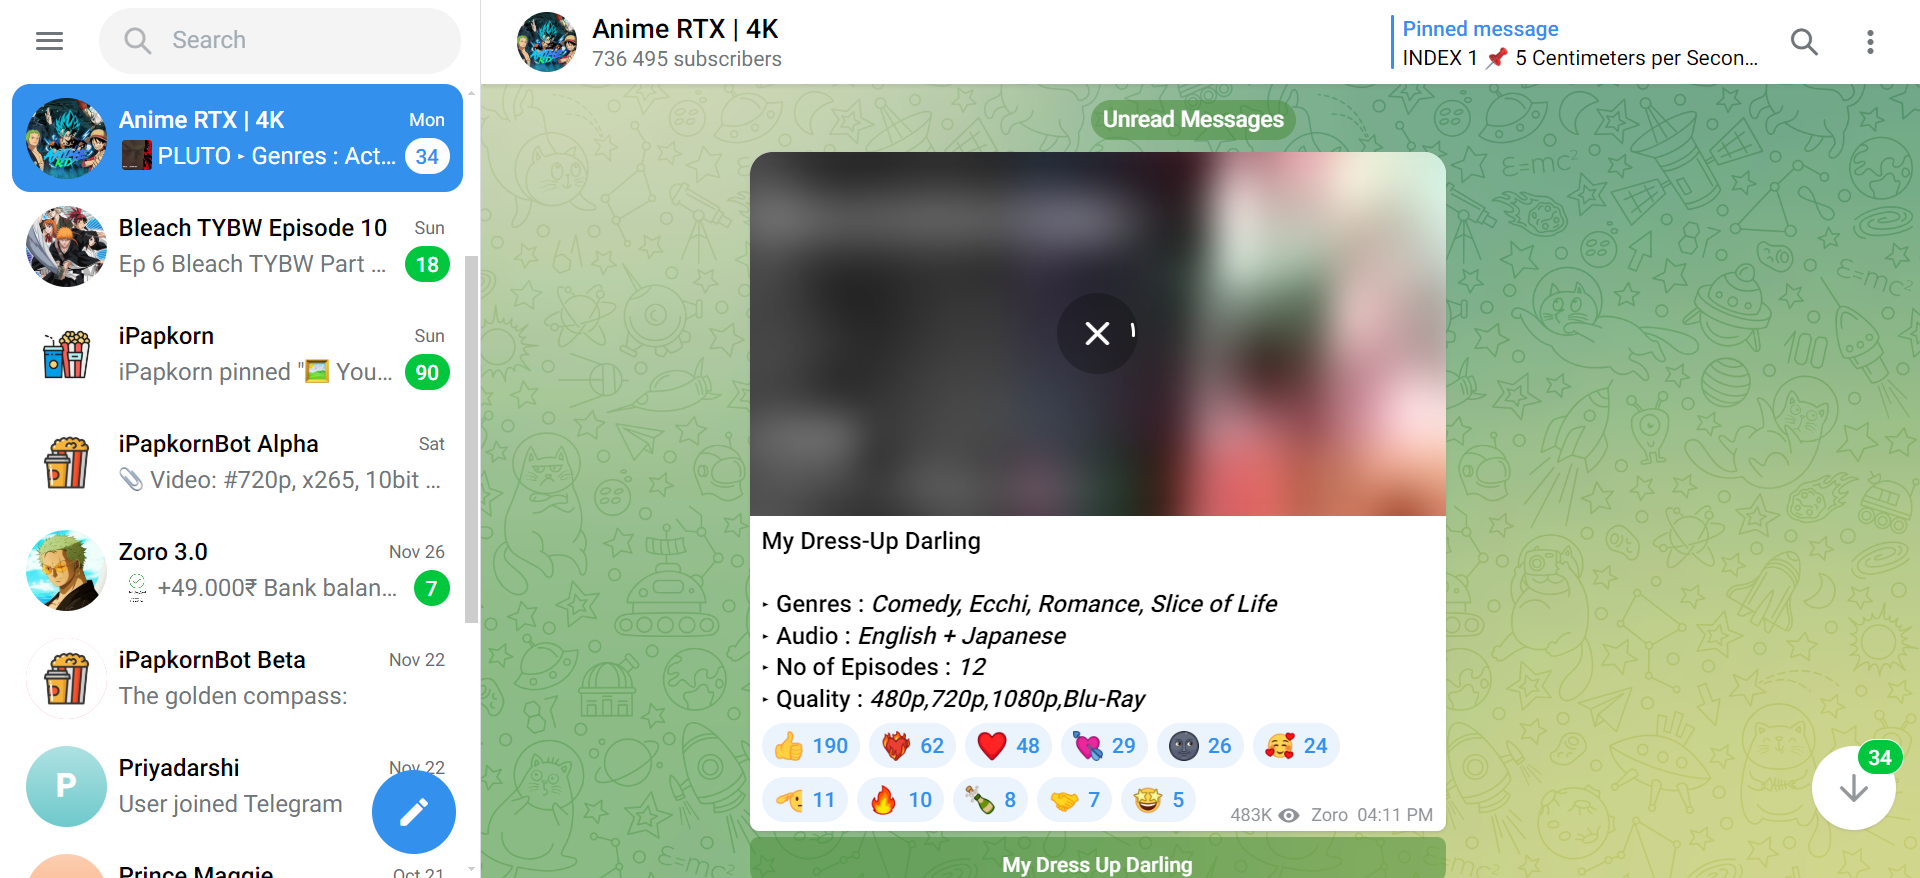 Search
Anime RTX | 4K
Mon
PLUTO ‣ Genres : Act...
34
Bleach TYBW Episode 10
Sun
Ep 6 Bleach TYBW Part ...
18
iPapkorn
Sun
iPapkorn pinned "🖼 You...
90
iPapkornBot Alpha
Sat
📎 Video: #720p, x265, 10bit ...
Zoro 3.0
Nov 26
+49.000₹ Bank balan...
7
iPapkornBot Beta
Nov 22
The golden compass:
P
Priyadarshi
Nov 22
User joined Telegram
Prince Maggie
Oct 21
Anime RTX | 4K
736 495 subscribers
Pinned message
INDEX 1 📌 5 Centimeters per Secon...
Unread Messages
My Dress-Up Darling
‣ Genres : Comedy, Ecchi, Romance, Slice of Life
‣ Audio : English + Japanese
‣ No of Episodes : 12
‣ Quality : 480p,720p,1080p,Blu-Ray
190 62 48 29 26 24
11 10 8 7 5
483K Zoro 04:11 PM
My Dress Up Darling
34